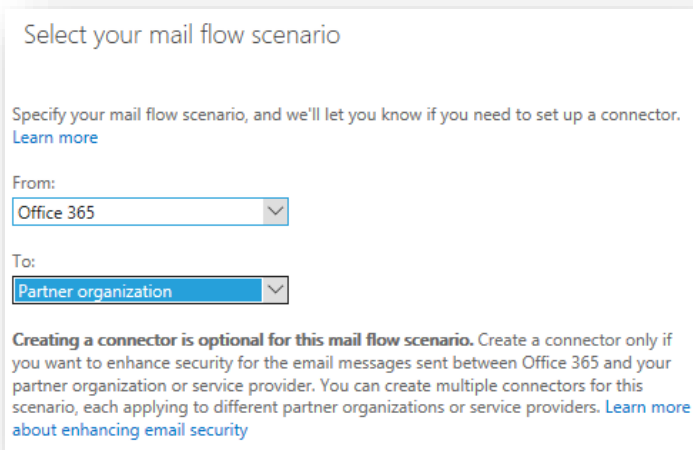 Select your mail flow scenario
Specify your mail flow scenario, and we'll let you know if you need to set up a connector.
Learn more
From:
Office 365
To:
Partner organization
Creating a connector is optional for this mail flow scenario. Create a connector only if
you want to enhance security for the email messages sent between Office 365 and your
partner organization or service provider. You can create multiple connectors for this
scenario, each applying to different partner organizations or service providers. Learn more
about enhancing email security